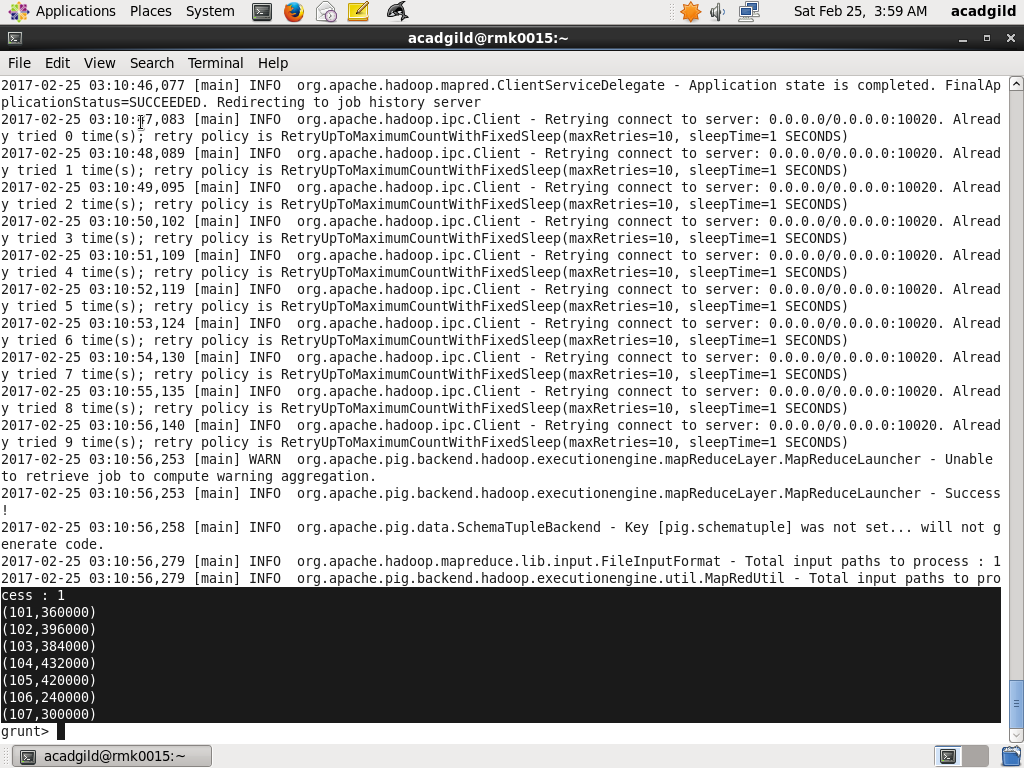 Applications Places System Sat Feb 25, 3:59 AM acadgild
acadgild@rmk0015:~
File Edit View Search Terminal Help
2017-02-25 03:10:46,077 [main] INFO  org.apache.hadoop.mapred.ClientServiceDelegate - Application state is completed. FinalAp
plicationStatus=SUCCEEDED. Redirecting to job history server
2017-02-25 03:10:47,083 [main] INFO  org.apache.hadoop.ipc.Client - Retrying connect to server: 0.0.0.0/0.0.0.0:10020. Alread
y tried 0 time(s); retry policy is RetryUpToMaximumCountWithFixedSleep(maxRetries=10, sleepTime=1 SECONDS)
2017-02-25 03:10:48,089 [main] INFO  org.apache.hadoop.ipc.Client - Retrying connect to server: 0.0.0.0/0.0.0.0:10020. Alread
y tried 1 time(s); retry policy is RetryUpToMaximumCountWithFixedSleep(maxRetries=10, sleepTime=1 SECONDS)
2017-02-25 03:10:49,095 [main] INFO  org.apache.hadoop.ipc.Client - Retrying connect to server: 0.0.0.0/0.0.0.0:10020. Alread
y tried 2 time(s); retry policy is RetryUpToMaximumCountWithFixedSleep(maxRetries=10, sleepTime=1 SECONDS)
2017-02-25 03:10:50,102 [main] INFO  org.apache.hadoop.ipc.Client - Retrying connect to server: 0.0.0.0/0.0.0.0:10020. Alread
y tried 3 time(s); retry policy is RetryUpToMaximumCountWithFixedSleep(maxRetries=10, sleepTime=1 SECONDS)
2017-02-25 03:10:51,109 [main] INFO  org.apache.hadoop.ipc.Client - Retrying connect to server: 0.0.0.0/0.0.0.0:10020. Alread
y tried 4 time(s); retry policy is RetryUpToMaximumCountWithFixedSleep(maxRetries=10, sleepTime=1 SECONDS)
2017-02-25 03:10:52,119 [main] INFO  org.apache.hadoop.ipc.Client - Retrying connect to server: 0.0.0.0/0.0.0.0:10020. Alread
y tried 5 time(s); retry policy is RetryUpToMaximumCountWithFixedSleep(maxRetries=10, sleepTime=1 SECONDS)
2017-02-25 03:10:53,124 [main] INFO  org.apache.hadoop.ipc.Client - Retrying connect to server: 0.0.0.0/0.0.0.0:10020. Alread
y tried 6 time(s); retry policy is RetryUpToMaximumCountWithFixedSleep(maxRetries=10, sleepTime=1 SECONDS)
2017-02-25 03:10:54,130 [main] INFO  org.apache.hadoop.ipc.Client - Retrying connect to server: 0.0.0.0/0.0.0.0:10020. Alread
y tried 7 time(s); retry policy is RetryUpToMaximumCountWithFixedSleep(maxRetries=10, sleepTime=1 SECONDS)
2017-02-25 03:10:55,135 [main] INFO  org.apache.hadoop.ipc.Client - Retrying connect to server: 0.0.0.0/0.0.0.0:10020. Alread
y tried 8 time(s); retry policy is RetryUpToMaximumCountWithFixedSleep(maxRetries=10, sleepTime=1 SECONDS)
2017-02-25 03:10:56,140 [main] INFO  org.apache.hadoop.ipc.Client - Retrying connect to server: 0.0.0.0/0.0.0.0:10020. Alread
y tried 9 time(s); retry policy is RetryUpToMaximumCountWithFixedSleep(maxRetries=10, sleepTime=1 SECONDS)
2017-02-25 03:10:56,253 [main] WARN  org.apache.pig.backend.hadoop.executionengine.mapReduceLayer.MapReduceLauncher - Unable
to retrieve job to compute warning aggregation.
2017-02-25 03:10:56,253 [main] INFO  org.apache.pig.backend.hadoop.executionengine.mapReduceLayer.MapReduceLauncher - Success
!
2017-02-25 03:10:56,258 [main] INFO  org.apache.pig.data.SchemaTupleBackend - Key [pig.schematuple] was not set... will not g
enerate code.
2017-02-25 03:10:56,279 [main] INFO  org.apache.hadoop.mapreduce.lib.input.FileInputFormat - Total input paths to process : 1
2017-02-25 03:10:56,279 [main] INFO  org.apache.pig.backend.hadoop.executionengine.util.MapRedUtil - Total input paths to pro
cess : 1
(101,360000)
(102,396000)
(103,384000)
(104,432000)
(105,420000)
(106,240000)
(107,300000)
grunt>
acadgild@rmk0015:~